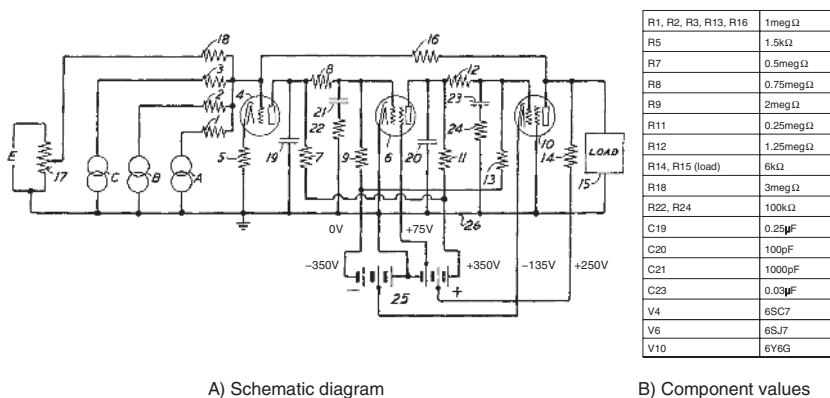 18
16
3
4
8
12
2
21
23
1
22
24
10
E
17
C
B
A
5
19
7
9
6
20
11
13
14
LOAD
15
26
0V
+75V
−350V
+350V
−135V
+250V
−
25
+
R1, R2, R3, R13, R16 1megΩ
R5 1.5kΩ
R7 0.5megΩ
R8 0.75megΩ
R9 2megΩ
R11 0.25megΩ
R12 1.25megΩ
R14, R15 (load) 6kΩ
R18 3megΩ
R22, R24 100kΩ
C19 0.25µF
C20 100pF
C21 1000pF
C23 0.03µF
V4 6SC7
V6 6SJ7
V10 6Y6G
A) Schematic diagram
B) Component values